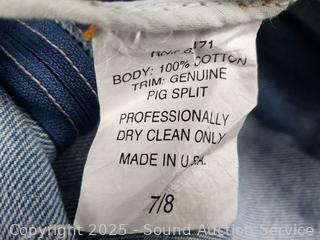 BODY: 100% COTTON
TRIM: GENUINE
PIG SPLIT
PROFESSIONALLY
DRY CLEAN ONLY
MADE IN U.S.A.
7/8
Copyright 2025 - Sound Auction Service